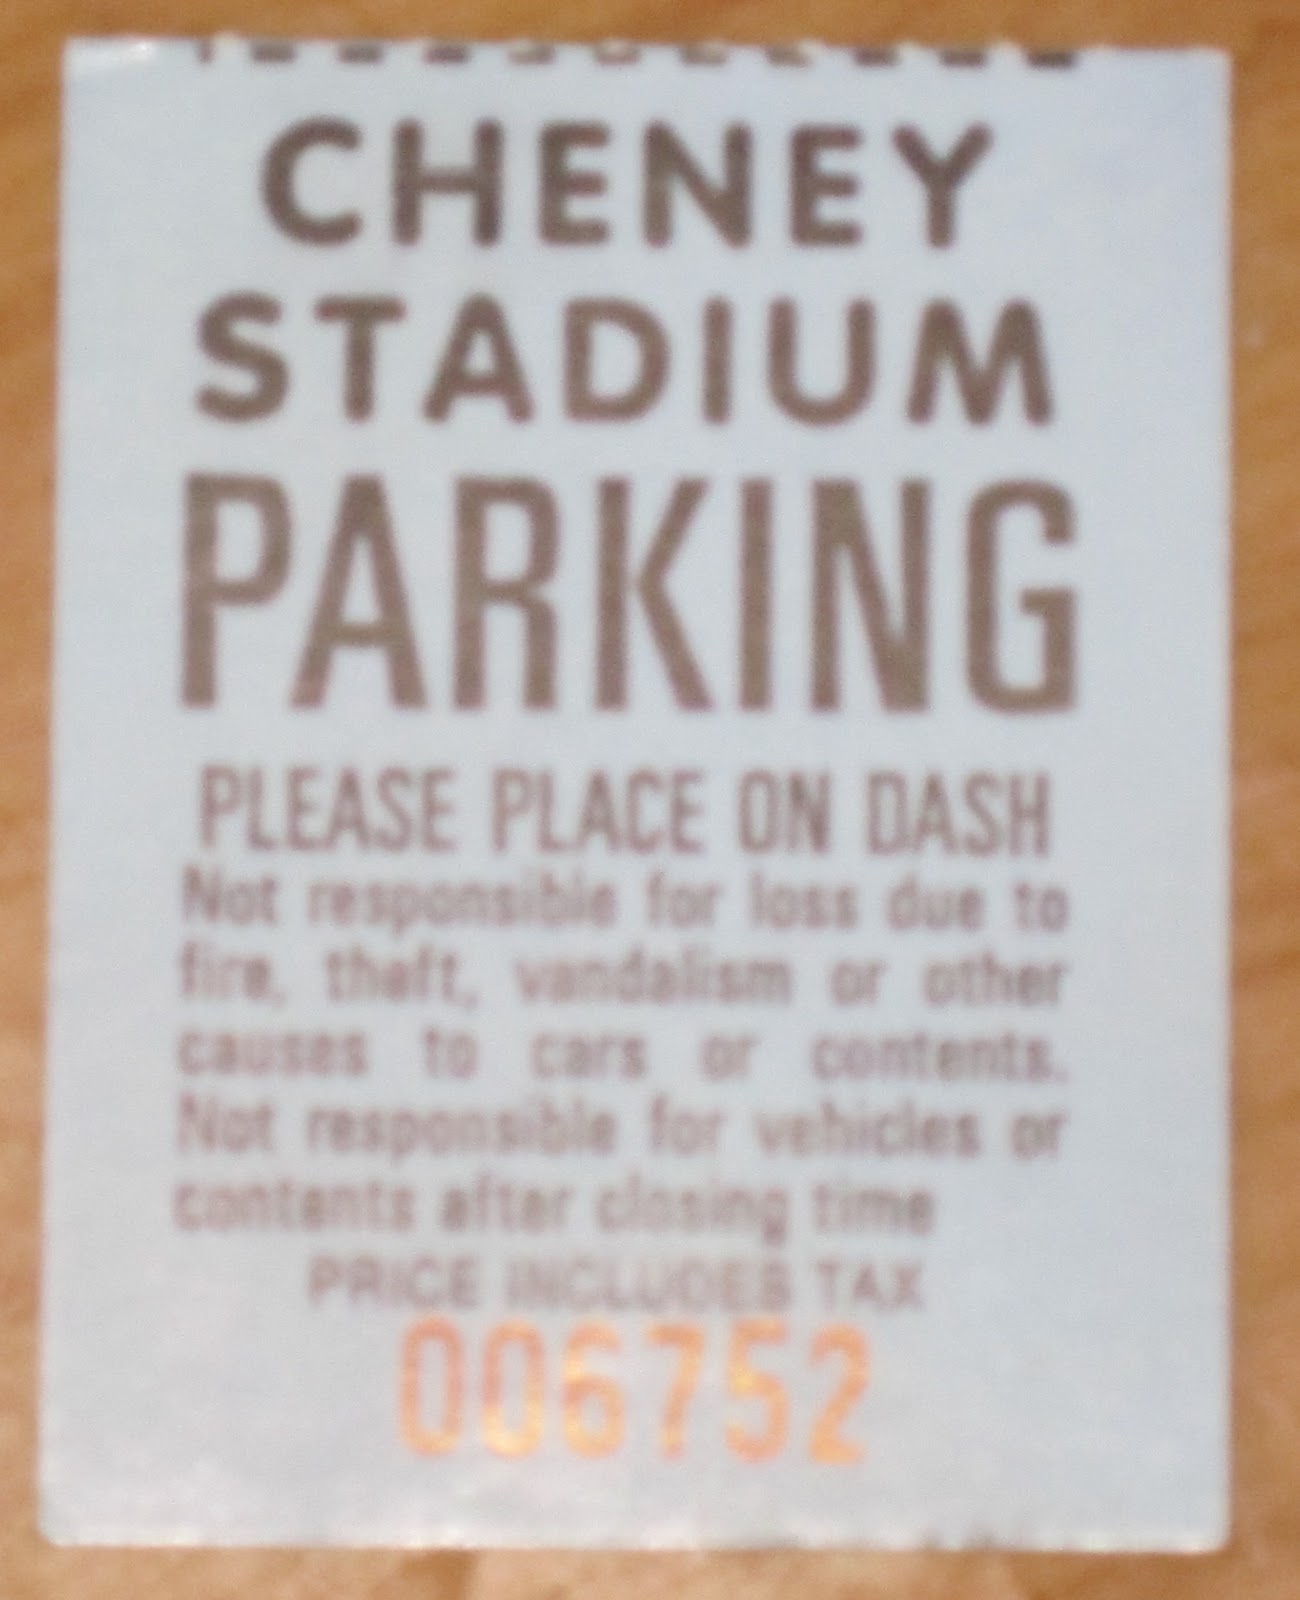 CHENEY
STADIUM
PARKING
PLEASE PLACE ON DASH
Not responsible for loss due to
fire, theft, vandalism or other
causes to cars or contents.
Not responsible for vehicles or
contents after closing time
PRICE INCLUDES TAX
006752